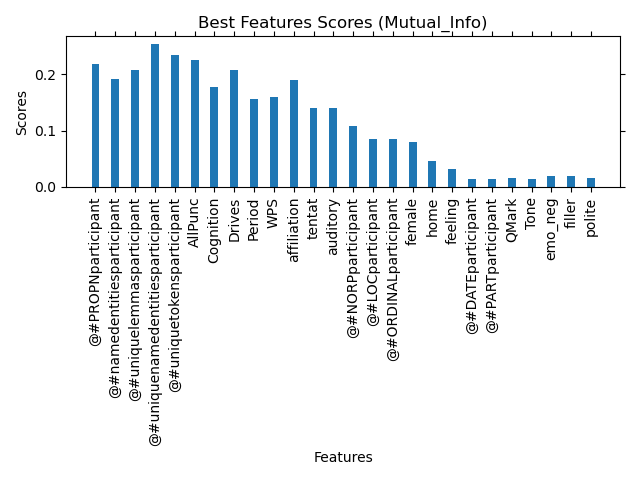 Best Features Scores (Mutual_Info)
Scores
0.2
0.1
0.0
@#PROPNparticipant
@#namedentitiesparticipant
@#uniquelemmasparticipant
@#uniquenamedentitiesparticipant
@#uniquetokensparticipant
AllPunc
Cognition
Drives
Period
WPS
affiliation
tentat
auditory
@#NORPparticipant
@#LOCparticipant
@#ORDINALparticipant
female
home
feeling
@#DATEparticipant
@#PARTparticipant
QMark
Tone
emo_neg
filler
polite
Features